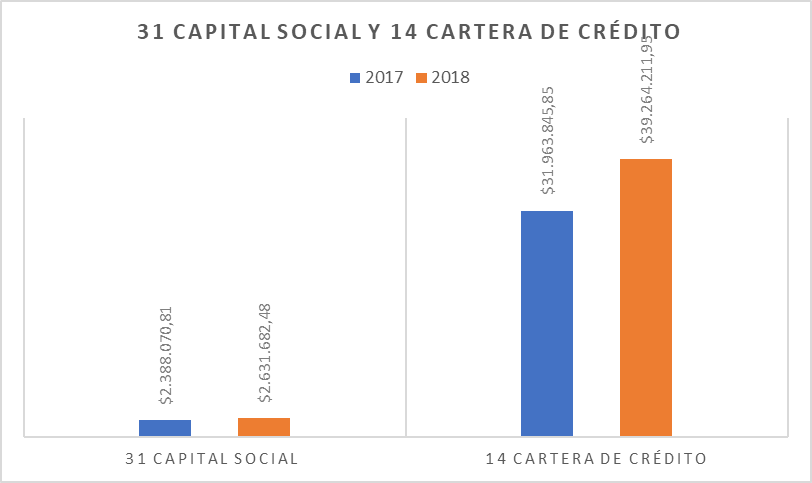 31 CAPITAL SOCIAL Y 14 CARTERA DE CRÉDITO
2017 2018
$2.388.070,81
$2.631.682,48
$31.963.845,85
$39.264.211,95
31 CAPITAL SOCIAL
14 CARTERA DE CRÉDITO